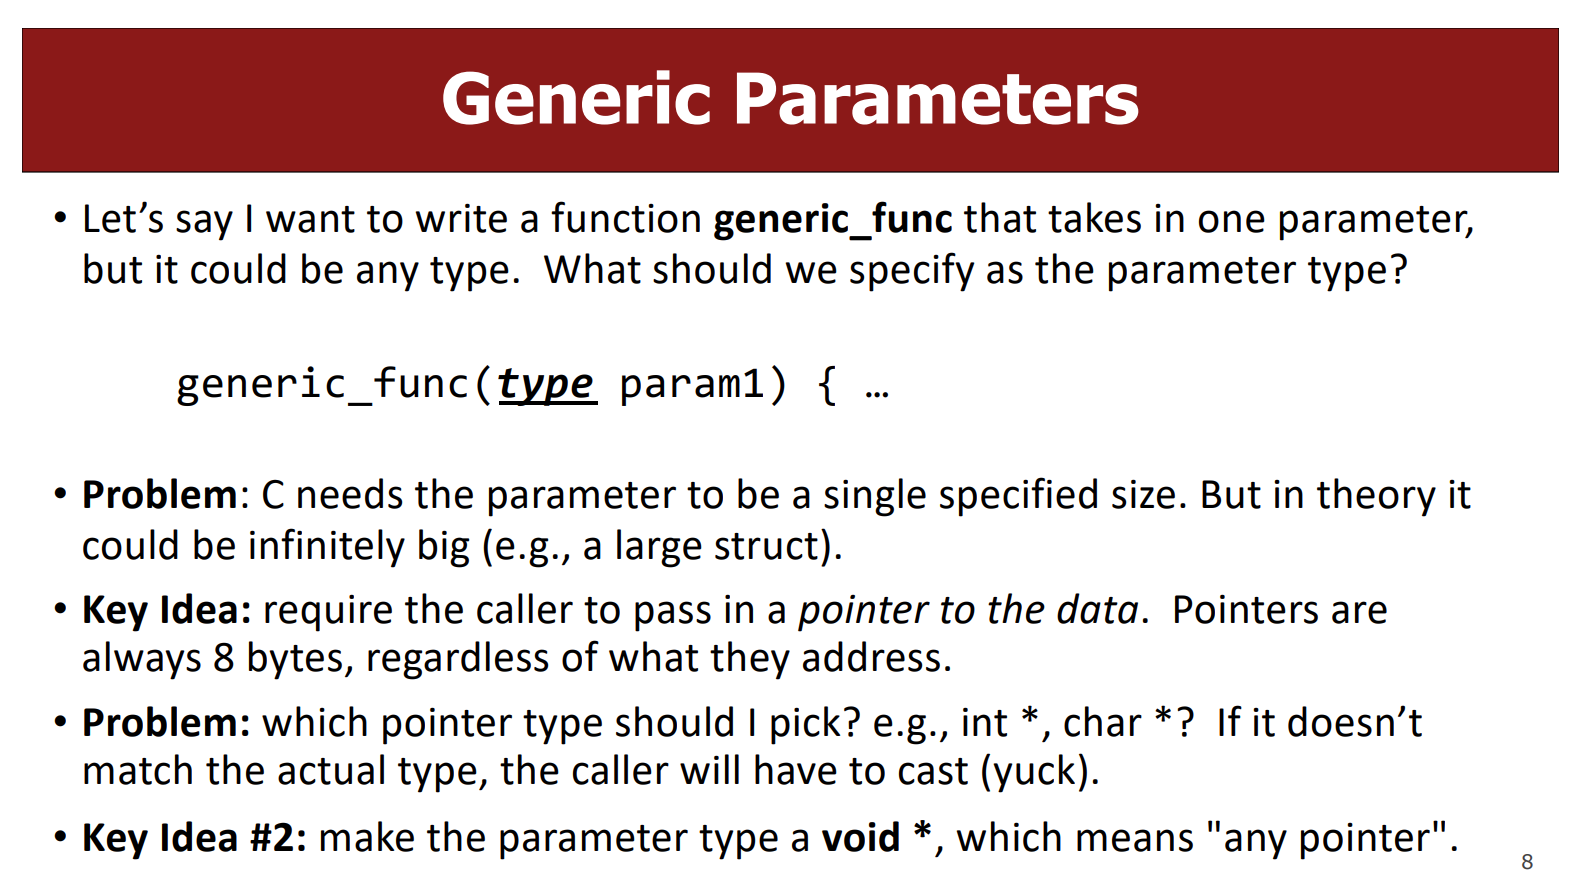 Generic Parameters
• Let’s say I want to write a function generic_func that takes in one parameter,
but it could be any type.  What should we specify as the parameter type?
generic_func(type param1) { …
• Problem: C needs the parameter to be a single specified size. But in theory it
could be infinitely big (e.g., a large struct).
• Key Idea: require the caller to pass in a pointer to the data.  Pointers are
always 8 bytes, regardless of what they address.
• Problem: which pointer type should I pick? e.g., int *, char *?  If it doesn’t
match the actual type, the caller will have to cast (yuck).
• Key Idea #2: make the parameter type a void *, which means "any pointer".
8